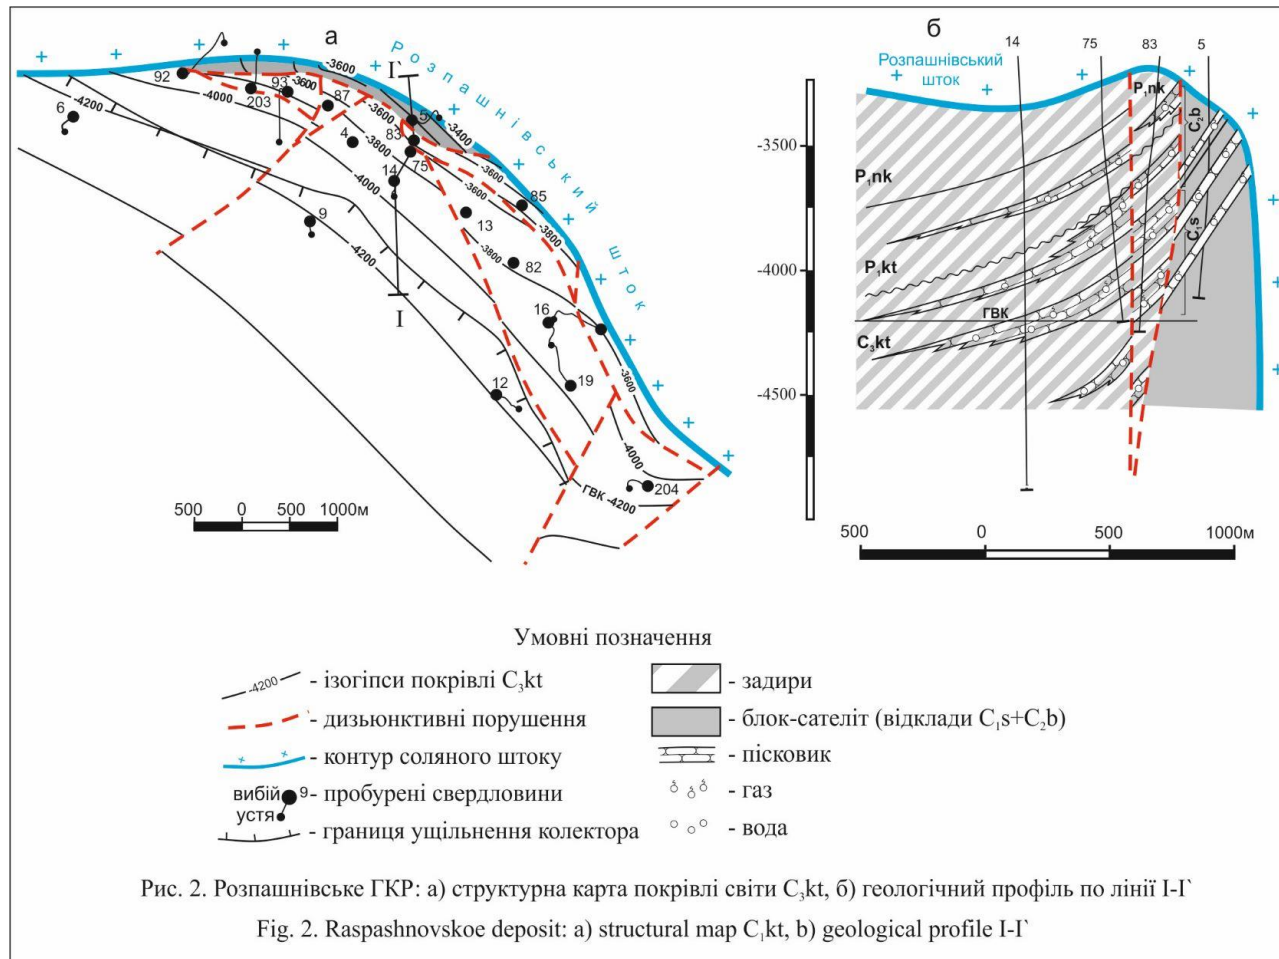 а
Розпашнівський шток
I`
I
92
203
93
87
4
6
9
5
83
75
14
13
85
82
16
19
12
204
-4200
-4000
-3600
-3600
-3600
-3400
-3800
-3600
-4000
-3600
-3800
-3800
-4200
-3600
-4000
ГВК -4200
500 0 500 1000м
б
14 75 83 5
Розпашнівський
шток
-3500
-4000
-4500
P₁nk
C₂b
P₁nk
C₁s
P₁kt
ГВК
C₃kt
500 0 500 1000м
Умовні позначення
-4200 - ізогіпси покрівлі C₃kt
- дизьюнктивні порушення
- контур соляного штоку
вибій 9 - пробурені свердловини
устя
- границя ущільнення колектора
- задири
- блок-сателіт (відклади C₁s+C₂b)
- пісковик
- газ
- вода
Рис. 2. Розпашнівське ГКР: а) структурна карта покрівлі світи C₃kt, б) геологічний профіль по лінії I-I`
Fig. 2. Raspashnovskoe deposit: a) structural map C₁kt, b) geological profile I-I`